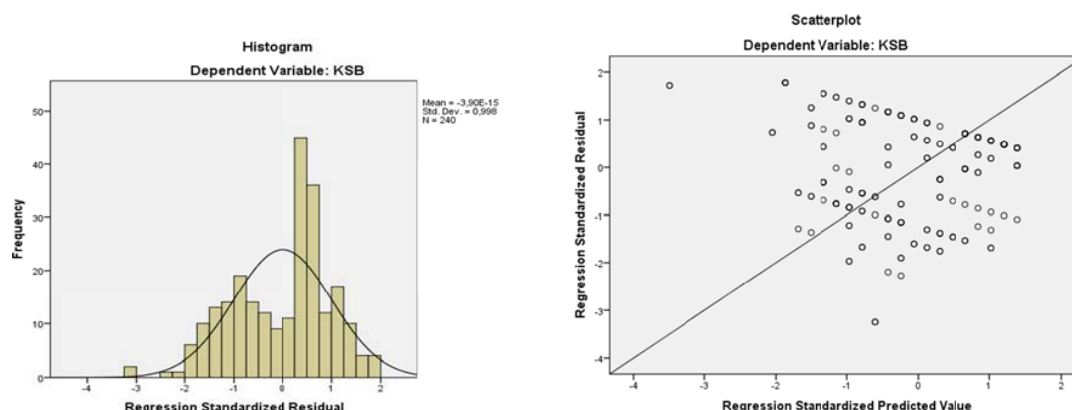 Histogram
Dependent Variable: KSB
Mean = -3,90E-15
Std. Dev. = 0,998
N = 240
Frequency
50
40
30
20
10
0
-4 -3 -2 -1 0 1 2
Regression Standardized Residual
Scatterplot
Dependent Variable: KSB
Regression Standardized Residual
2
1
0
-1
-2
-3
-4
-4 -3 -2 -1 0 1 2
Regression Standardized Predicted Value